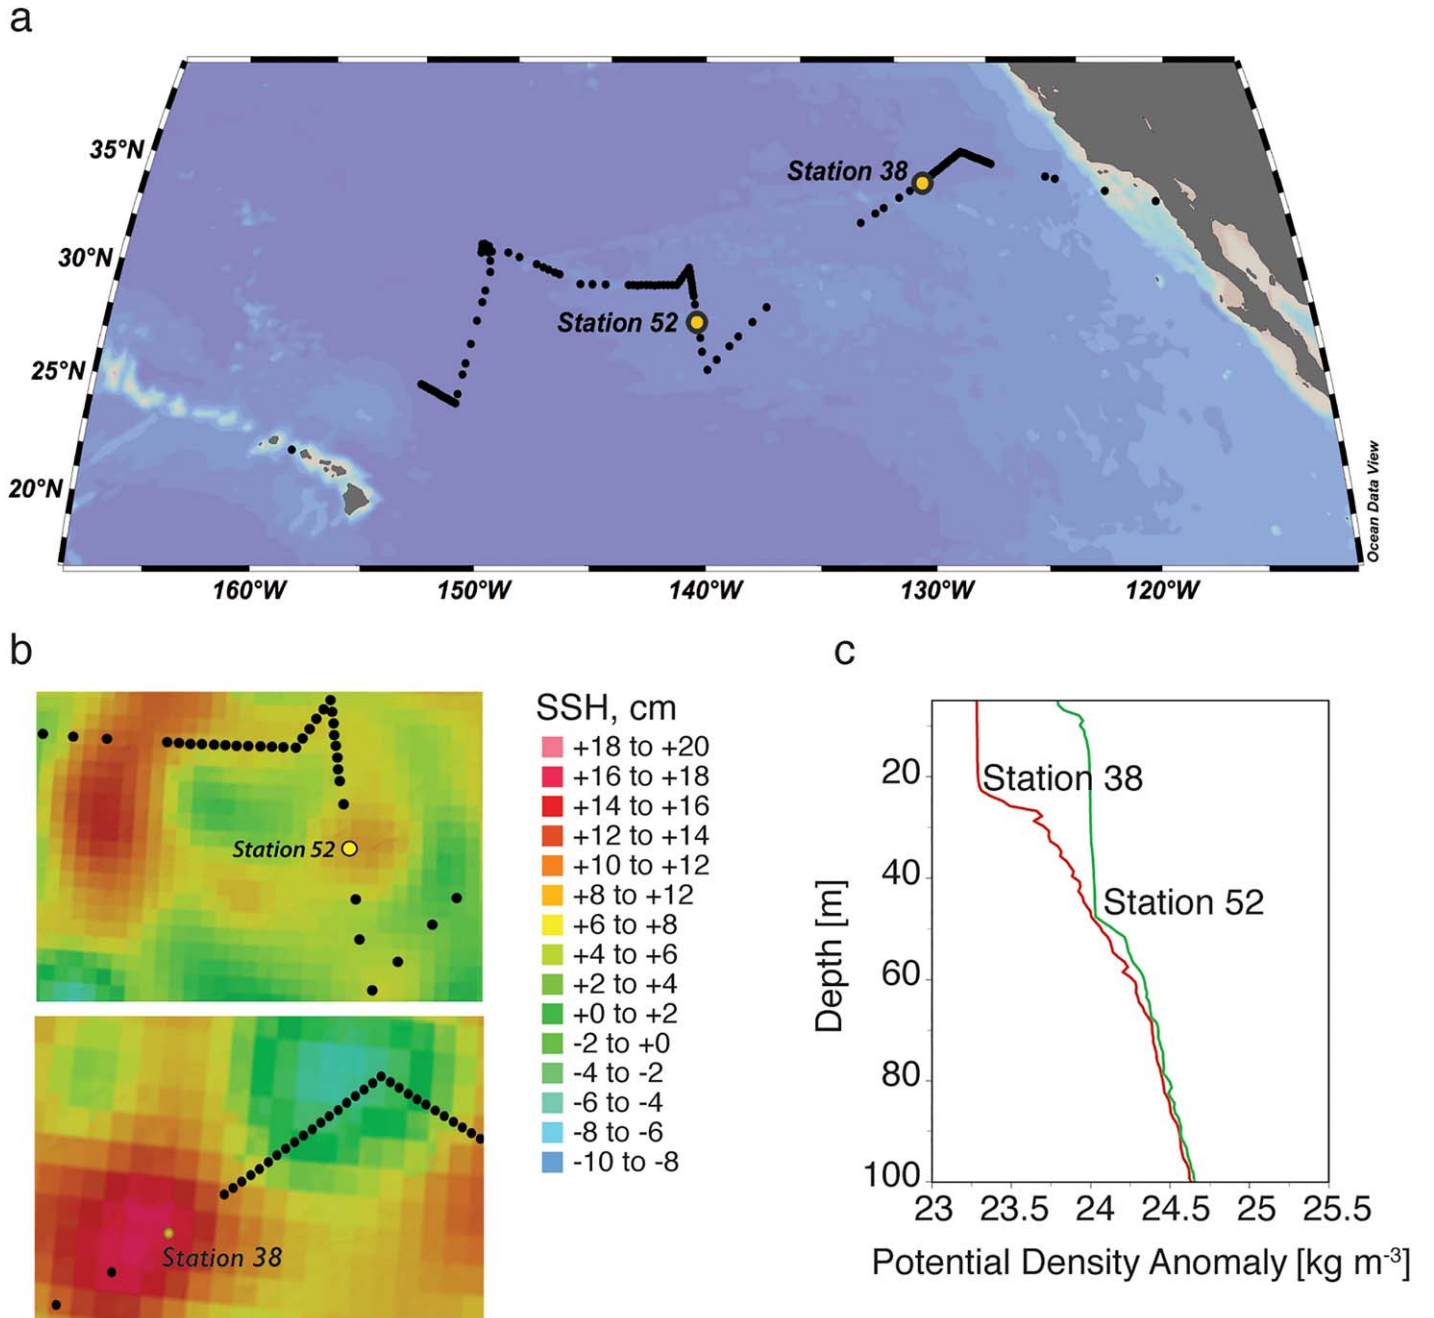 a
35°N
30°N
25°N
20°N
Station 38
Station 52
Ocean Data View
160°W 150°W 140°W 130°W 120°W
b
Station 52
Station 38
SSH, cm
+18 to +20
+16 to +18
+14 to +16
+12 to +14
+10 to +12
+8 to +12
+6 to +8
+4 to +6
+2 to +4
+0 to +2
-2 to +0
-4 to -2
-6 to -4
-8 to -6
-10 to -8
c
Depth [m]
20
40
60
80
100
Station 38
Station 52
23 23.5 24 24.5 25 25.5
Potential Density Anomaly [kg m-3]